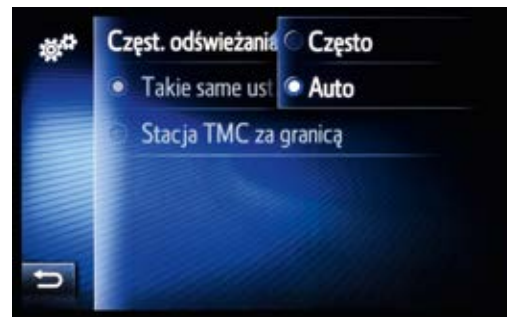 Częst. odświeżania
Często
Takie same ust
Auto
Stacja TMC za granicą